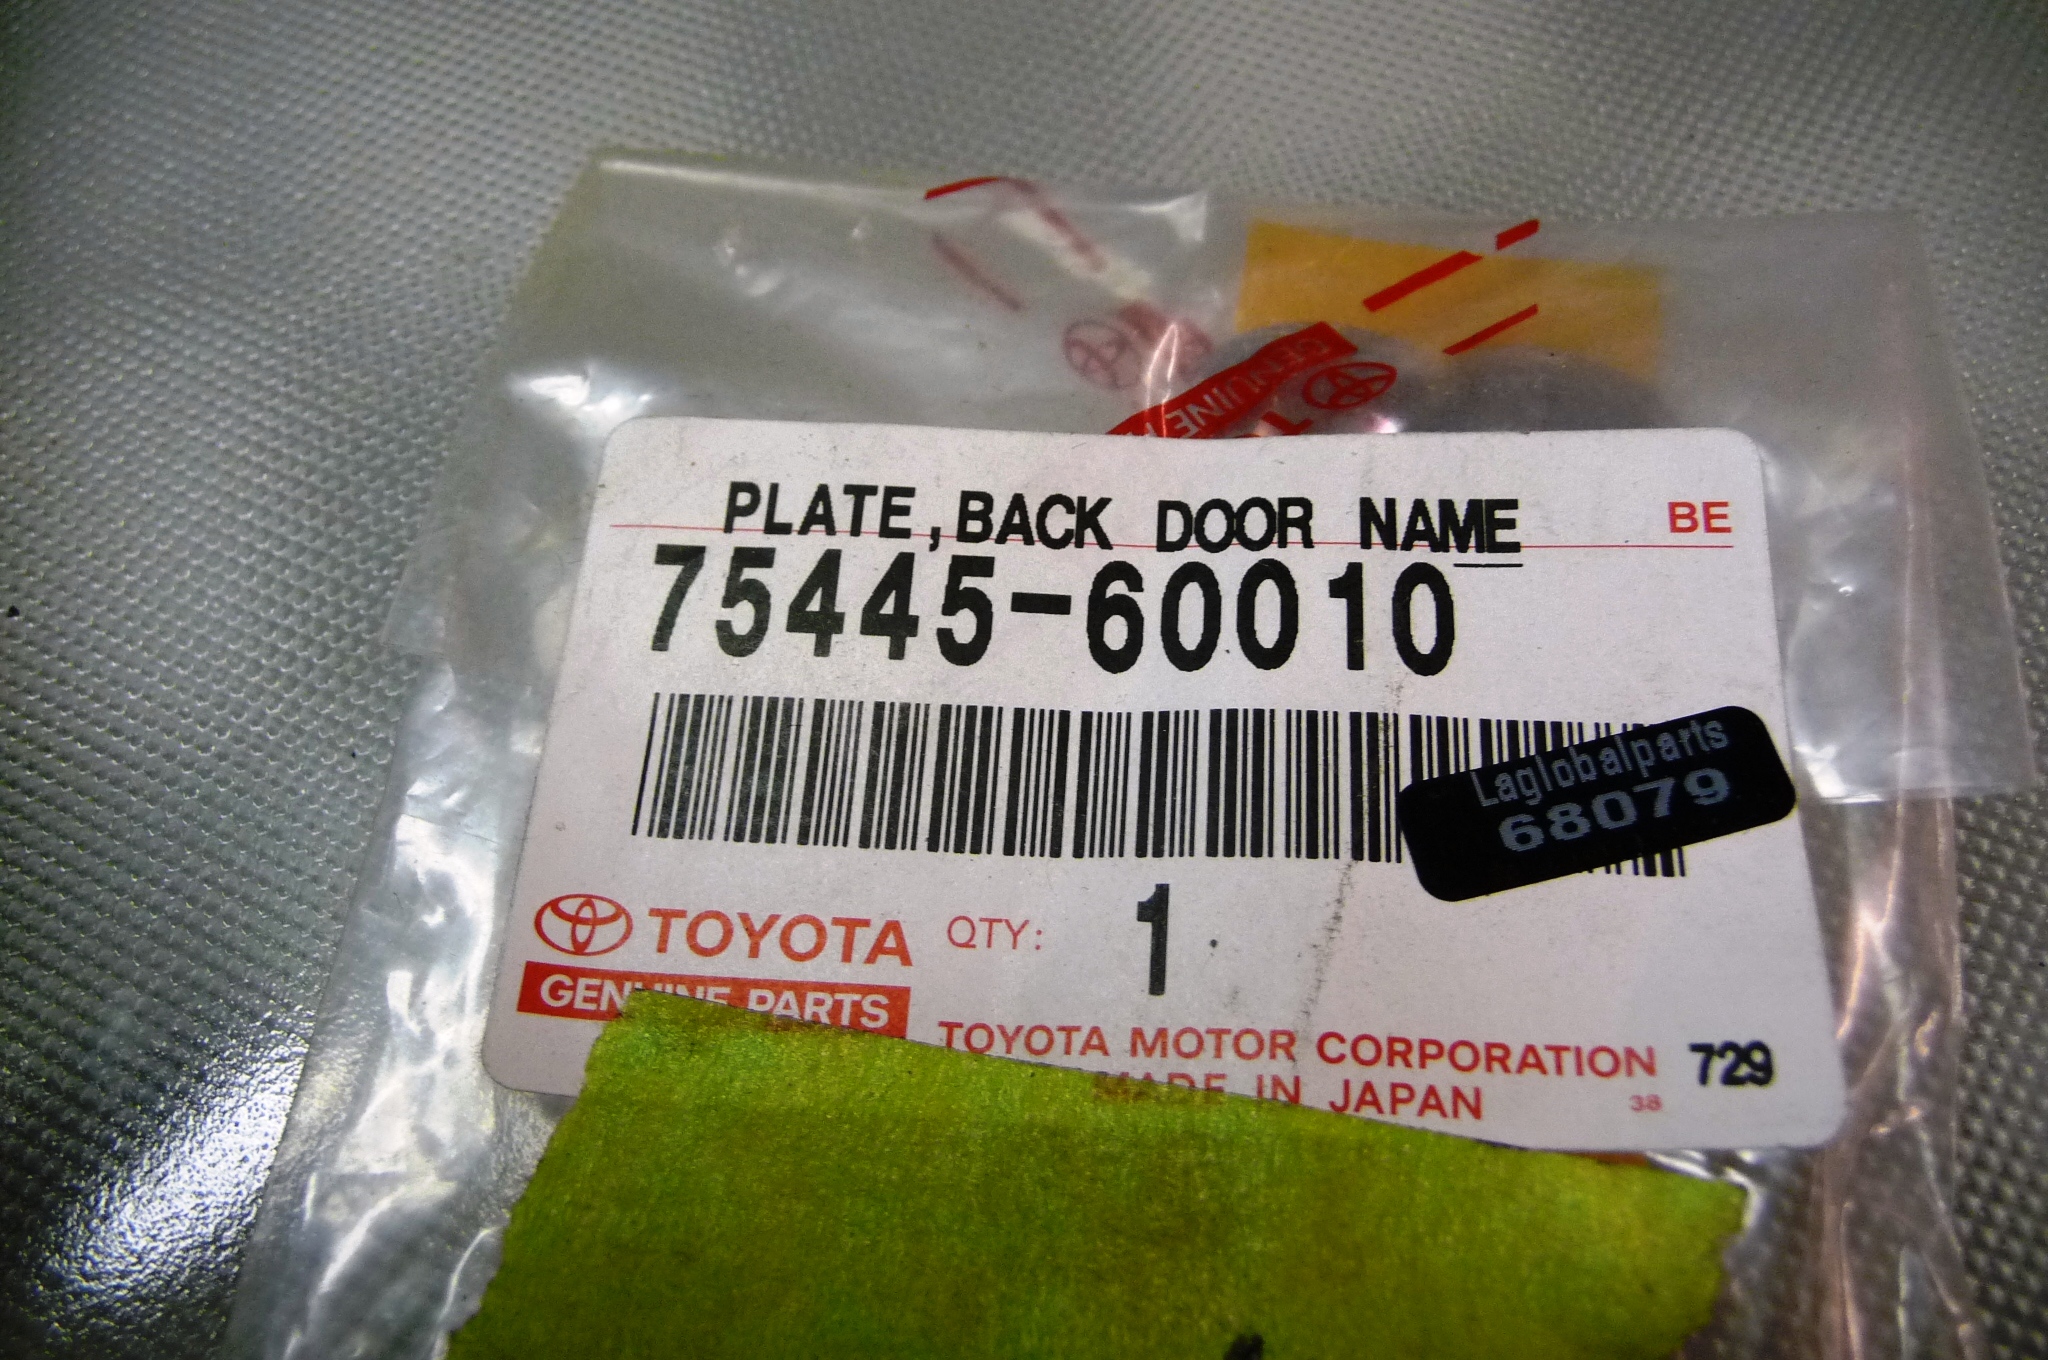 GENUINE
PLATE,BACK DOOR NAME
BE
75445-60010
Laglobalparts
68079
TOYOTA
QTY: 1
GENUINE PARTS
TOYOTA MOTOR CORPORATION
729
MADE IN JAPAN
38